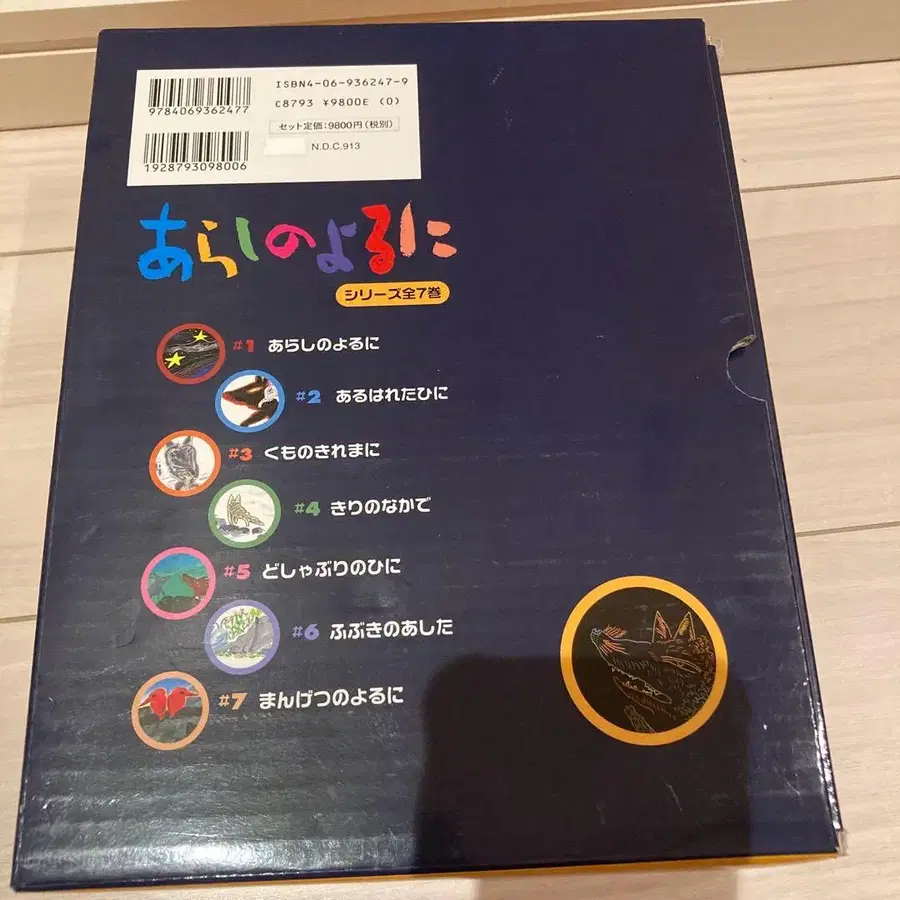 ISBN4-06-936247-9
C8793 ¥9800E (0)
セット定価:9800円(税別)
N.D.C.913
9784069362477
1928793098006
あらしのよるに
シリーズ全7巻
#1 あらしのよるに
#2 あるはれたひに
#3 くものきれまに
#4 きりのなかで
#5 どしゃぶりのひに
#6 ふぶきのあした
#7 まんげつのよるに